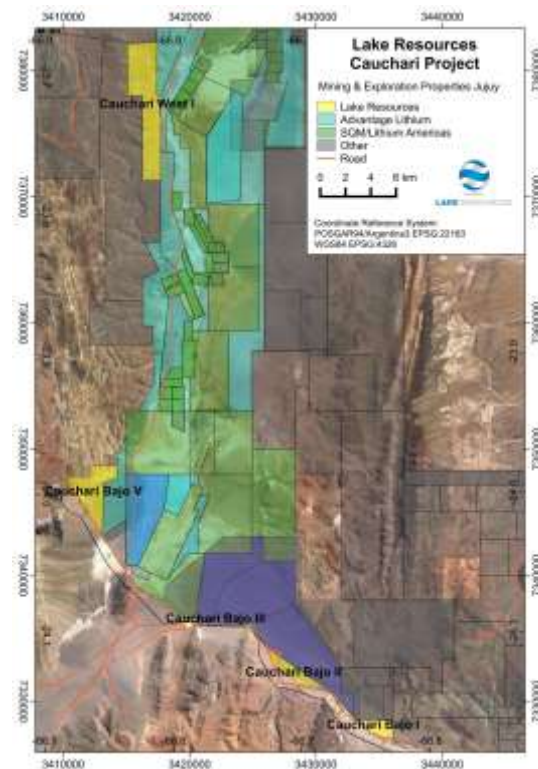 3410000 3420000 3430000 3440000
Lake Resources
Cauchari Project
Mining & Exploration Properties Jujuy
Lake Resources
Advantage Lithium
SQM/Lithium Americas
Other
Road
0 2 4 6 km
LAKE
Coordinate Reference System:
POSGAR94/Argentina3 EPSG:22183
WGS84 EPSG:4326
Cauchari West I
7380000
7370000
7360000
7350000
7340000
7330000
Cauchari Bajo V
Cauchari Bajo III
Cauchari Bajo II
Cauchari Bajo I
3410000 3420000 3430000 3440000